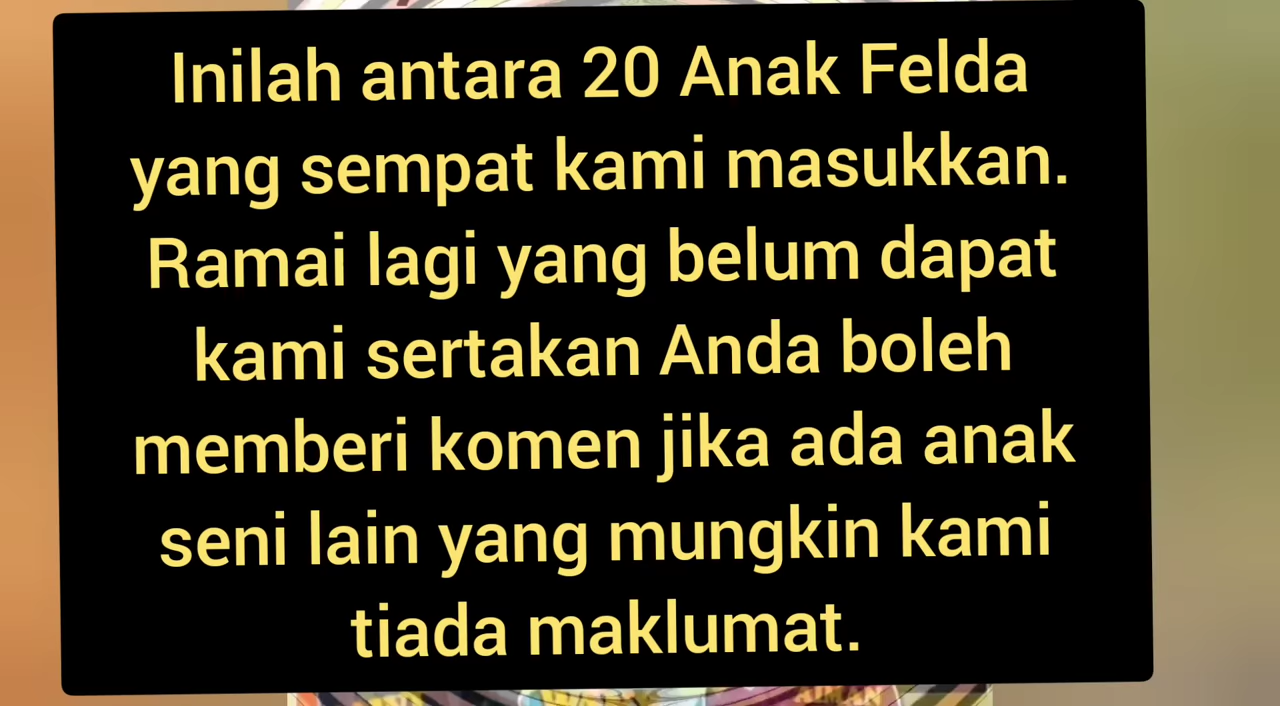 Inilah antara 20 Anak Felda
yang sempat kami masukkan.
Ramai lagi yang belum dapat
kami sertakan Anda boleh
memberi komen jika ada anak
seni lain yang mungkin kami
tiada maklumat.